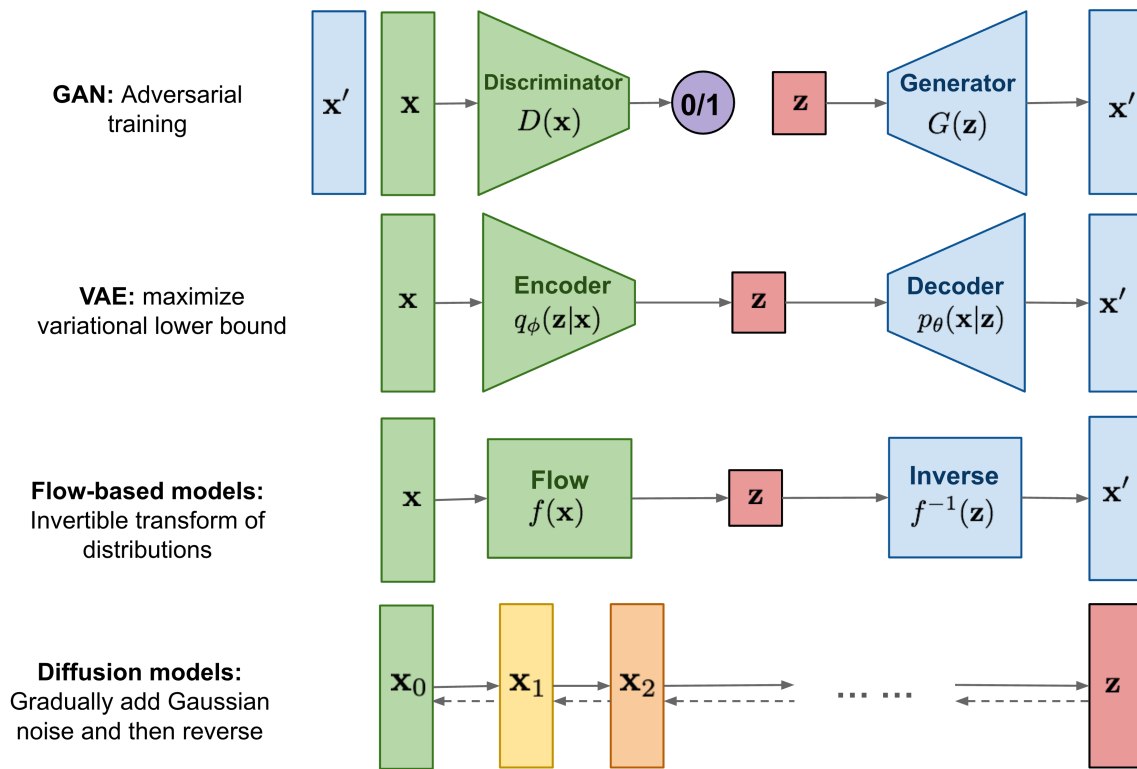 GAN: Adversarial
training
x′
x
Discriminator
D(x)
0/1
z
Generator
G(z)
x′
VAE: maximize
variational lower bound
x
Encoder
qϕ(z|x)
z
Decoder
pθ(x|z)
x′
Flow-based models:
Invertible transform of
distributions
x
Flow
f(x)
z
Inverse
f⁻¹(z)
x′
Diffusion models:
Gradually add Gaussian
noise and then reverse
x₀
x₁
x₂
... ...
z